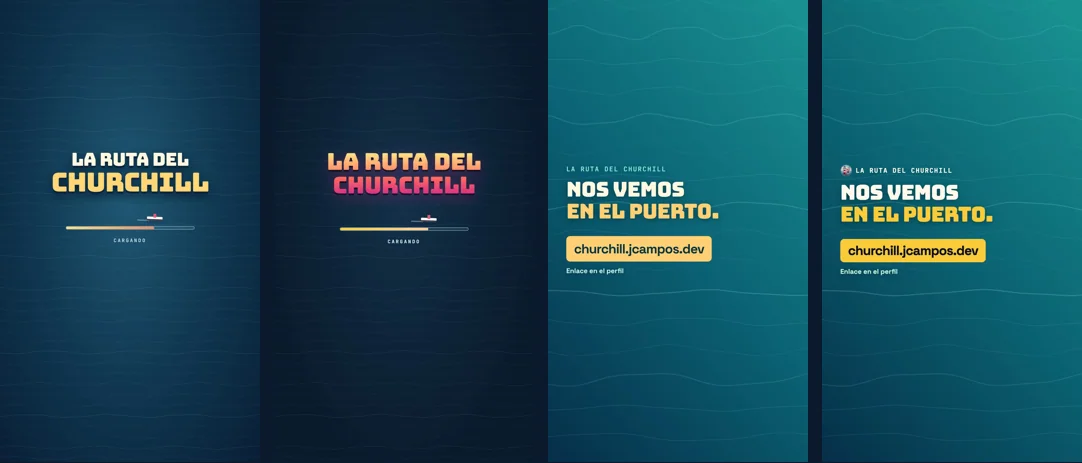 LA RUTA DEL
CHURCHILL
CARGANDO
LA RUTA DEL
CHURCHILL
CARGANDO
LA RUTA DEL CHURCHILL
NOS VEMOS
EN EL PUERTO.
churchill.jcampos.dev
Enlace en el perfil
LA RUTA DEL CHURCHILL
NOS VEMOS
EN EL PUERTO.
churchill.jcampos.dev
Enlace en el perfil